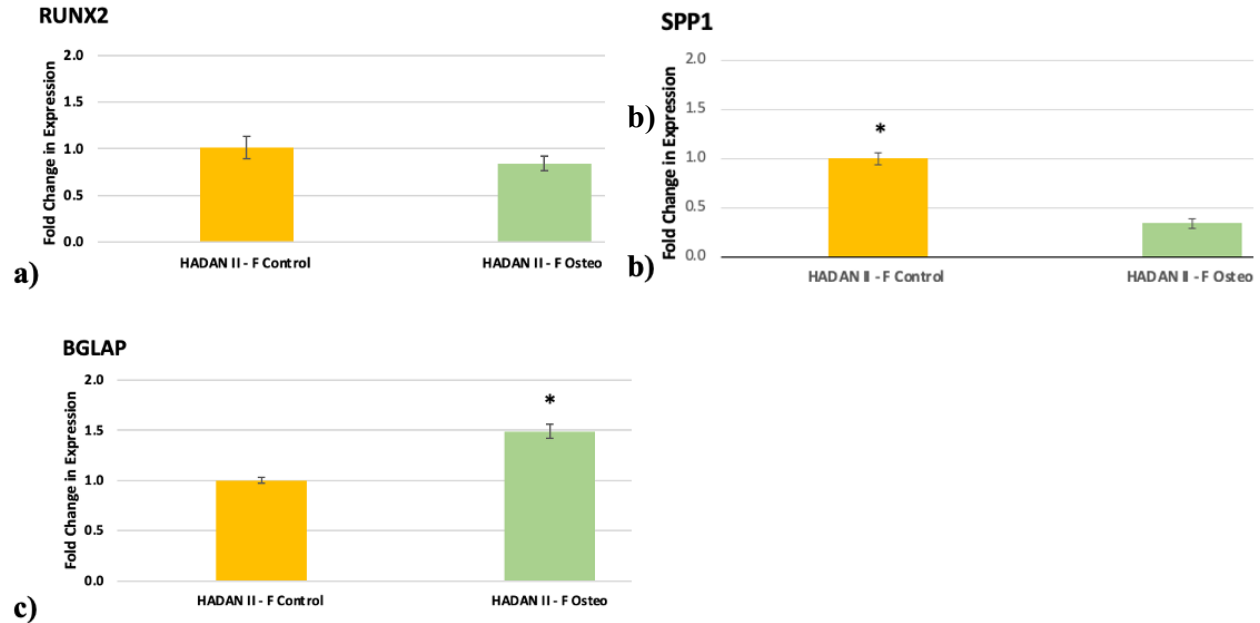 RUNX2
Fold Change in Expression
2.0
1.5
1.0
0.5
0.0
HADAN II - F Control
HADAN II - F Osteo
a)
SPP1
b)
Fold Change in Expression
2.0
1.5
*
1.0
0.5
0.0
HADAN II - F Control
HADAN II - F Osteo
b)
BGLAP
Fold Change in Expression
2.0
*
1.5
1.0
0.5
0.0
HADAN II - F Control
HADAN II - F Osteo
c)